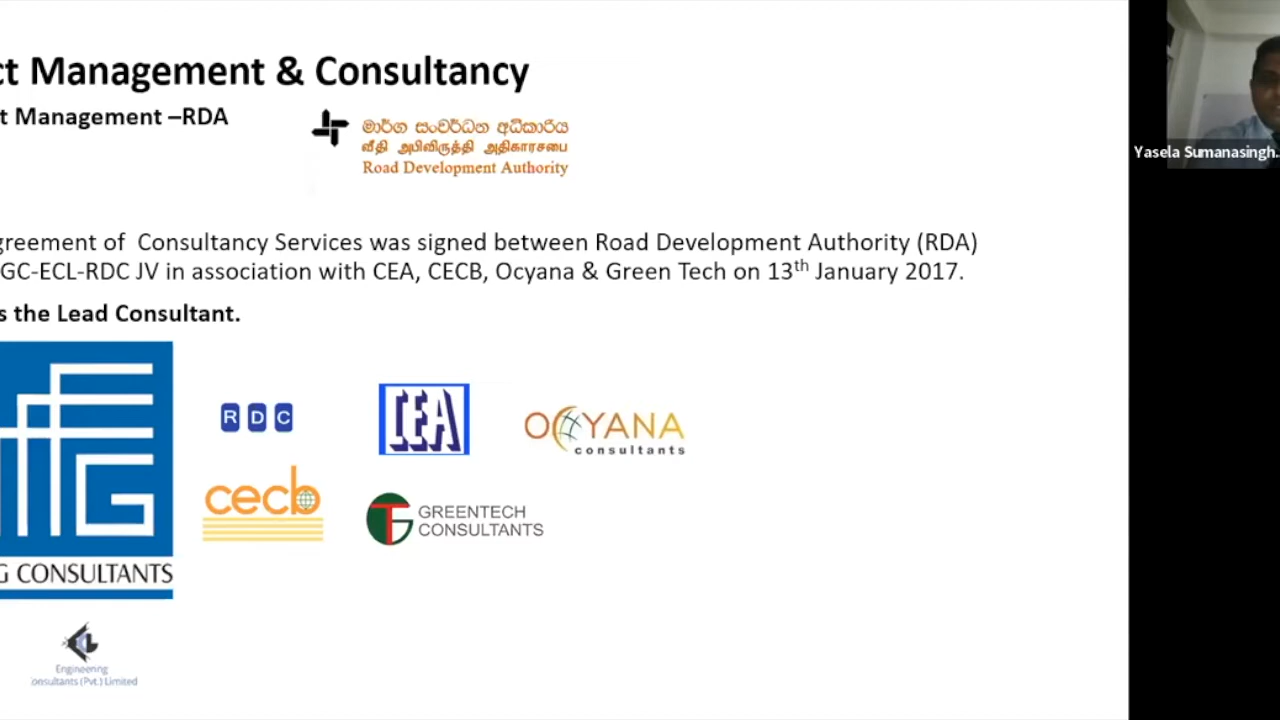 ct Management & Consultancy
t Management –RDA
මාර්ග සංවර්ධන අධිකාරිය
வீதி அபிவிருத்தி அதிகாரசபை
Road Development Authority
Yasela Sumanasingh...
greement of Consultancy Services was signed between Road Development Authority (RDA)
GC-ECL-RDC JV in association with CEA, CECB, Ocyana & Green Tech on 13th January 2017.
s the Lead Consultant.
RDC
CEA
OCYANA
consultants
cecb
GREENTECH
CONSULTANTS
G CONSULTANTS
Engineering
onsultants (Pvt.) Limited